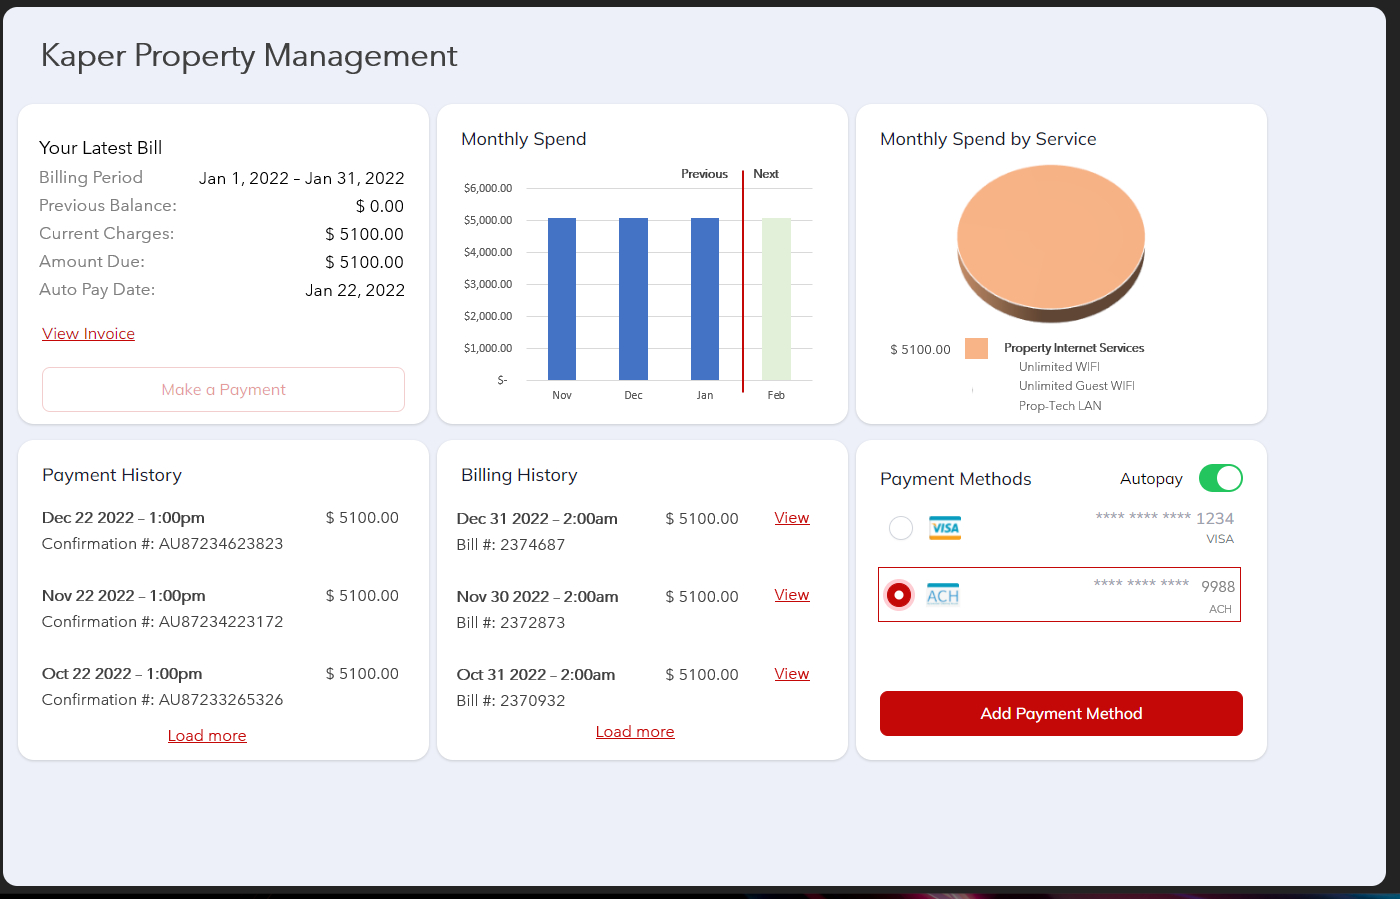 Kaper Property Management
Your Latest Bill
Billing Period Jan 1, 2022 – Jan 31, 2022
Previous Balance: $ 0.00
Current Charges: $ 5100.00
Amount Due: $ 5100.00
Auto Pay Date: Jan 22, 2022
View Invoice
Make a Payment
Monthly Spend
Previous Next
$6,000.00
$5,000.00
$4,000.00
$3,000.00
$2,000.00
$1,000.00
$-
Nov Dec Jan Feb
Monthly Spend by Service
$ 5100.00 Property Internet Services
Unlimited WIFI
Unlimited Guest WIFI
Prop-Tech LAN
Payment History
Dec 22 2022 – 1:00pm $ 5100.00
Confirmation #: AU87234623823
Nov 22 2022 – 1:00pm $ 5100.00
Confirmation #: AU87234223172
Oct 22 2022 – 1:00pm $ 5100.00
Confirmation #: AU87233265326
Load more
Billing History
Dec 31 2022 – 2:00am $ 5100.00 View
Bill #: 2374687
Nov 30 2022 – 2:00am $ 5100.00 View
Bill #: 2372873
Oct 31 2022 – 2:00am $ 5100.00 View
Bill #: 2370932
Load more
Payment Methods Autopay
VISA **** **** **** 1234
VISA
ACH **** **** **** 9988
ACH
Add Payment Method